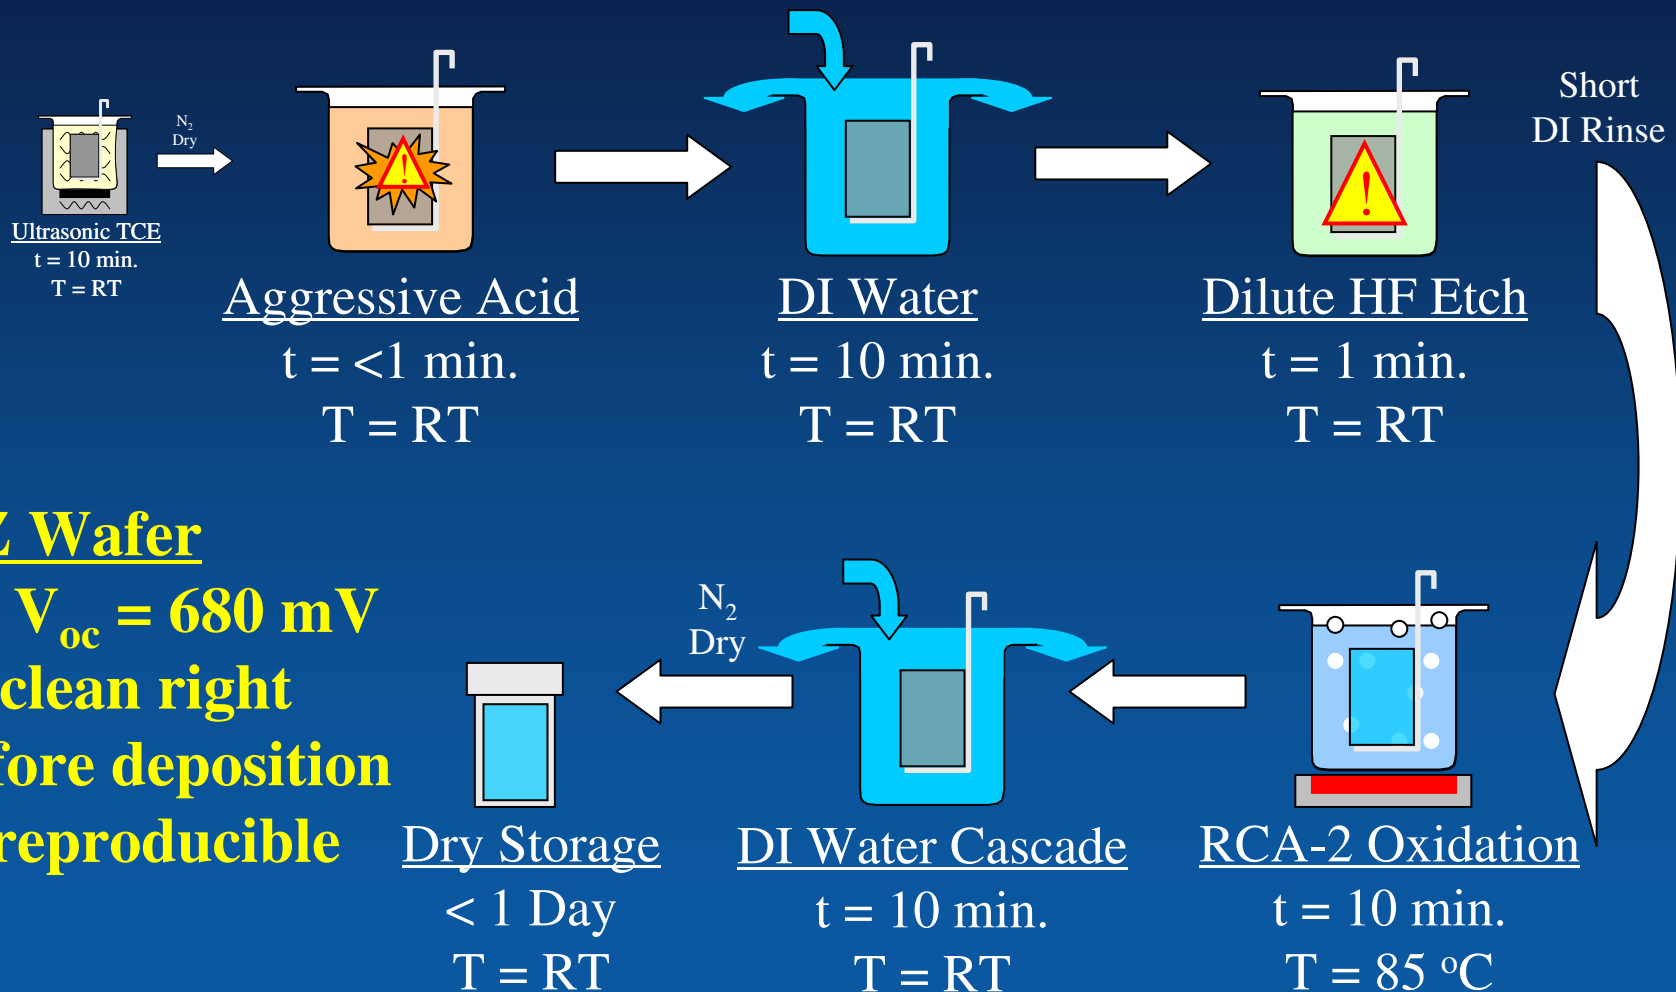 Ultrasonic TCE
t = 10 min.
T = RT
N2
Dry
!
Aggressive Acid
t = <1 min.
T = RT
DI Water
t = 10 min.
T = RT
!
Dilute HF Etch
t = 1 min.
T = RT
Short
DI Rinse
RCA-2 Oxidation
t = 10 min.
T = 85 oC
DI Water Cascade
t = 10 min.
T = RT
N2
Dry
Dry Storage
< 1 Day
T = RT
Z Wafer
Voc = 680 mV
clean right
fore deposition
reproducible